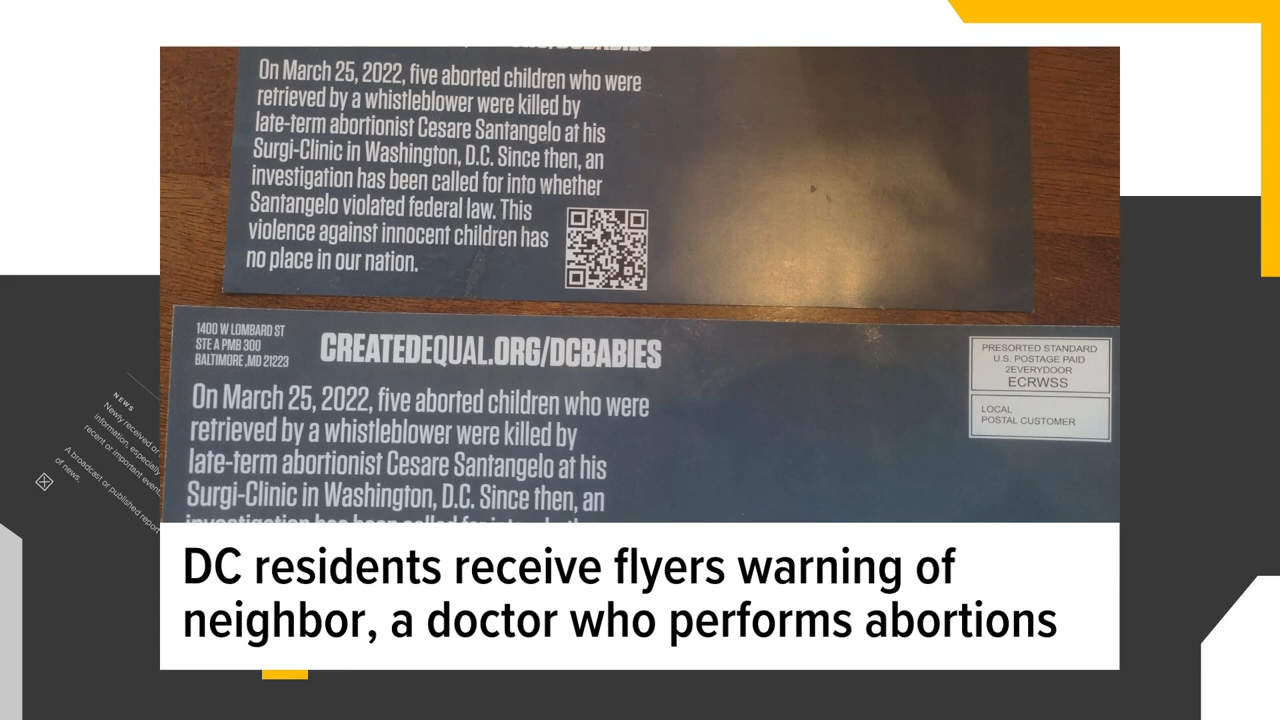 On March 25, 2022, five aborted children who were
retrieved by a whistleblower were killed by
late-term abortionist Cesare Santangelo at his
Surgi-Clinic in Washington, D.C. Since then, an
investigation has been called for into whether
Santangelo violated federal law. This
violence against innocent children has
no place in our nation.
1400 W LOMBARD ST
STE A PMB 300
BALTIMORE ,MD 21223
CREATEDEQUAL.ORG/DCBABIES
PRESORTED STANDARD
U.S. POSTAGE PAID
2EVERYDOOR
ECRWSS
LOCAL
POSTAL CUSTOMER
On March 25, 2022, five aborted children who were
retrieved by a whistleblower were killed by
late-term abortionist Cesare Santangelo at his
Surgi-Clinic in Washington, D.C. Since then, an
NEWS
Newly received or
information, especially
recent or important event
A broadcast or published report
of news.
DC residents receive flyers warning of
neighbor, a doctor who performs abortions